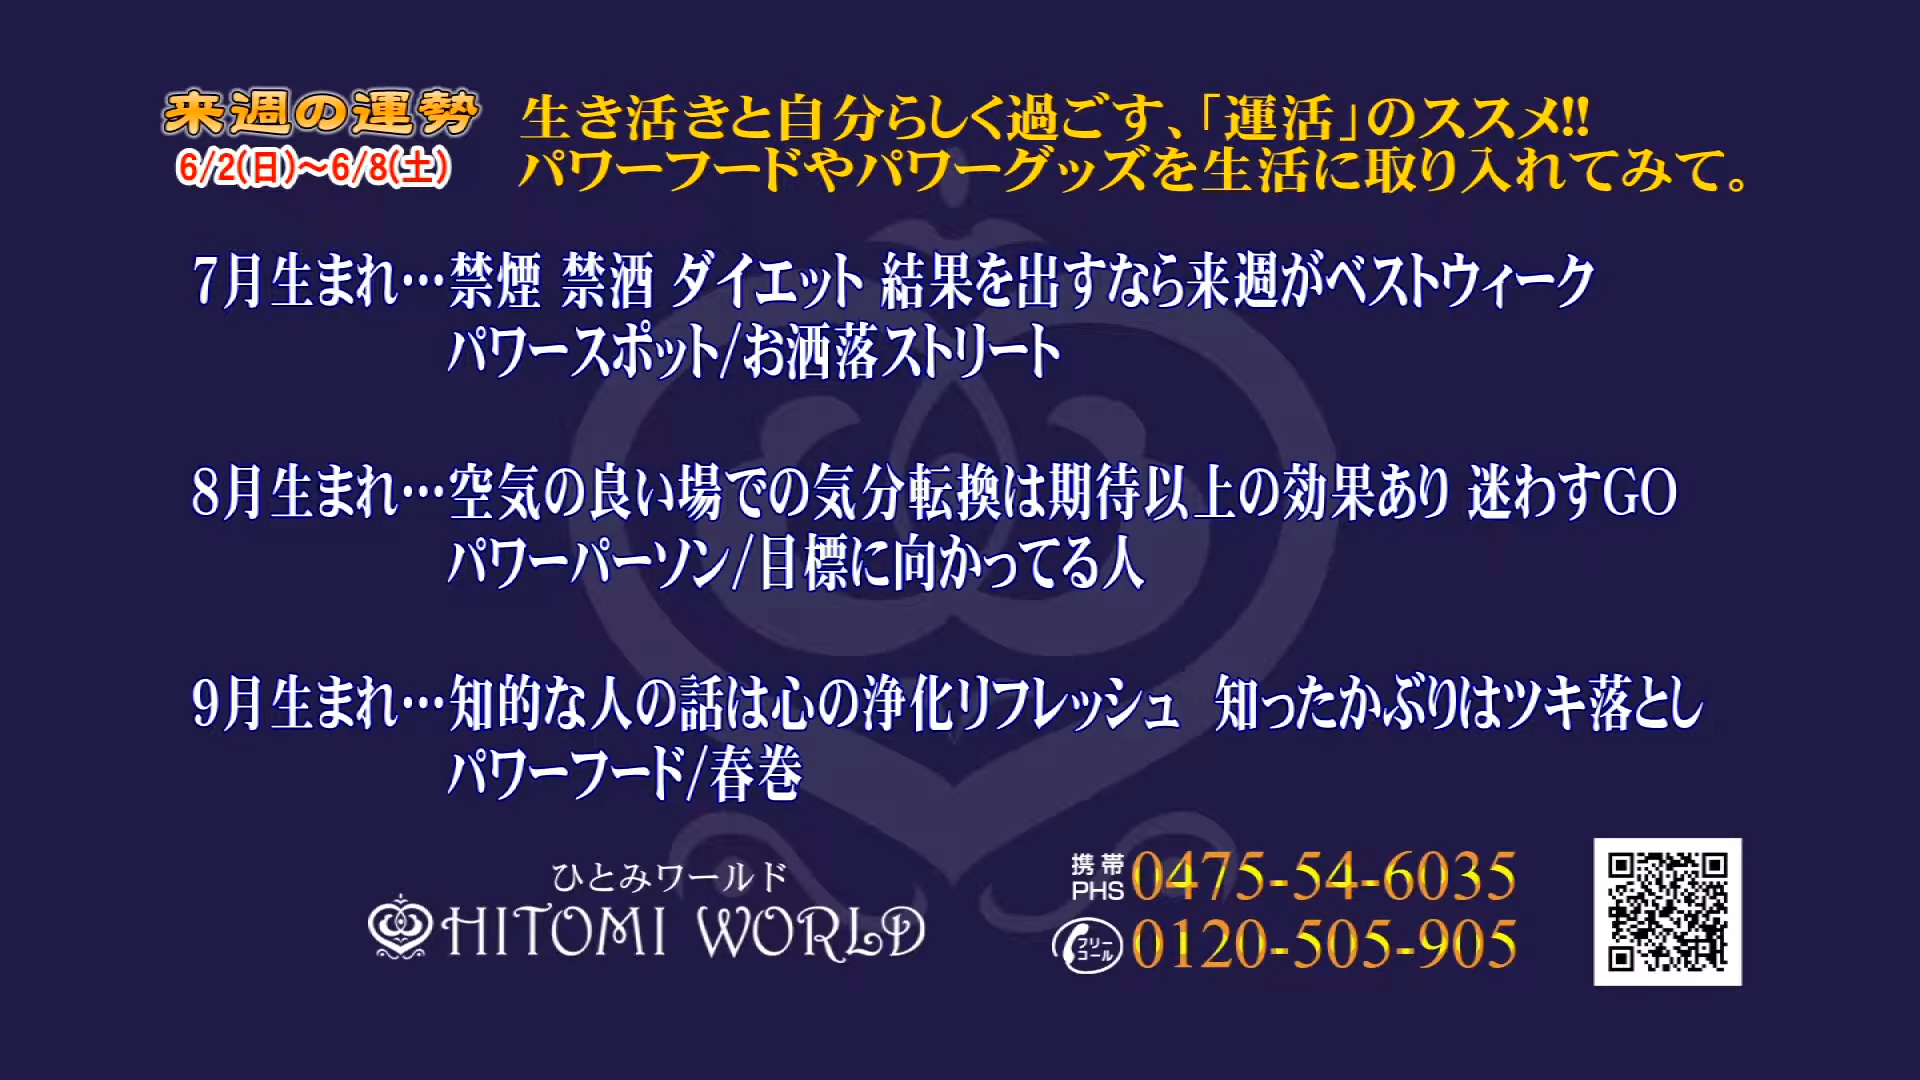 来週の運勢
6/2(日)～6/8(土)
生き活きと自分らしく過ごす、「運活」のススメ!!
パワーフードやパワーグッズを生活に取り入れてみて。
7月生まれ…禁煙 禁酒 ダイエット 結果を出すなら来週がベストウィーク
パワースポット/お洒落ストリート
8月生まれ…空気の良い場での気分転換は期待以上の効果あり 迷わすGO
パワーパーソン/目標に向かってる人
9月生まれ…知的な人の話は心の浄化リフレッシュ　知ったかぶりはツキ落とし
パワーフード/春巻
ひとみワールド
HITOMI WORLD
携帯
PHS
0475-54-6035
フリー
コール
0120-505-905